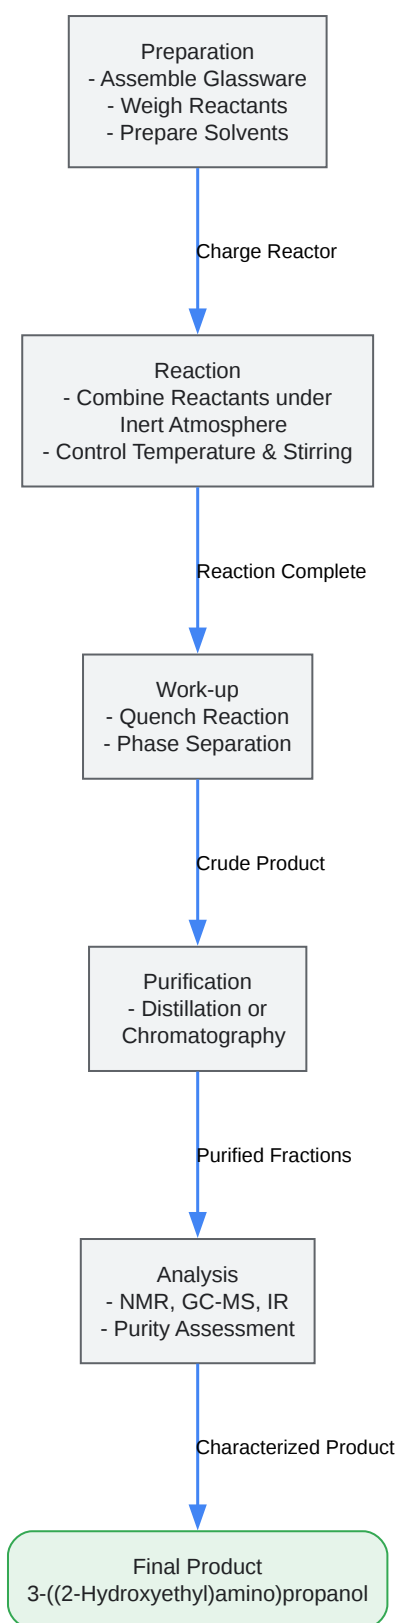 Preparation
- Assemble Glassware
- Weigh Reactants
- Prepare Solvents
Charge Reactor
Reaction
- Combine Reactants under
Inert Atmosphere
- Control Temperature & Stirring
Reaction Complete
Work-up
- Quench Reaction
- Phase Separation
Crude Product
Purification
- Distillation or
Chromatography
Purified Fractions
Analysis
- NMR, GC-MS, IR
- Purity Assessment
Characterized Product
Final Product
3-((2-Hydroxyethyl)amino)propanol